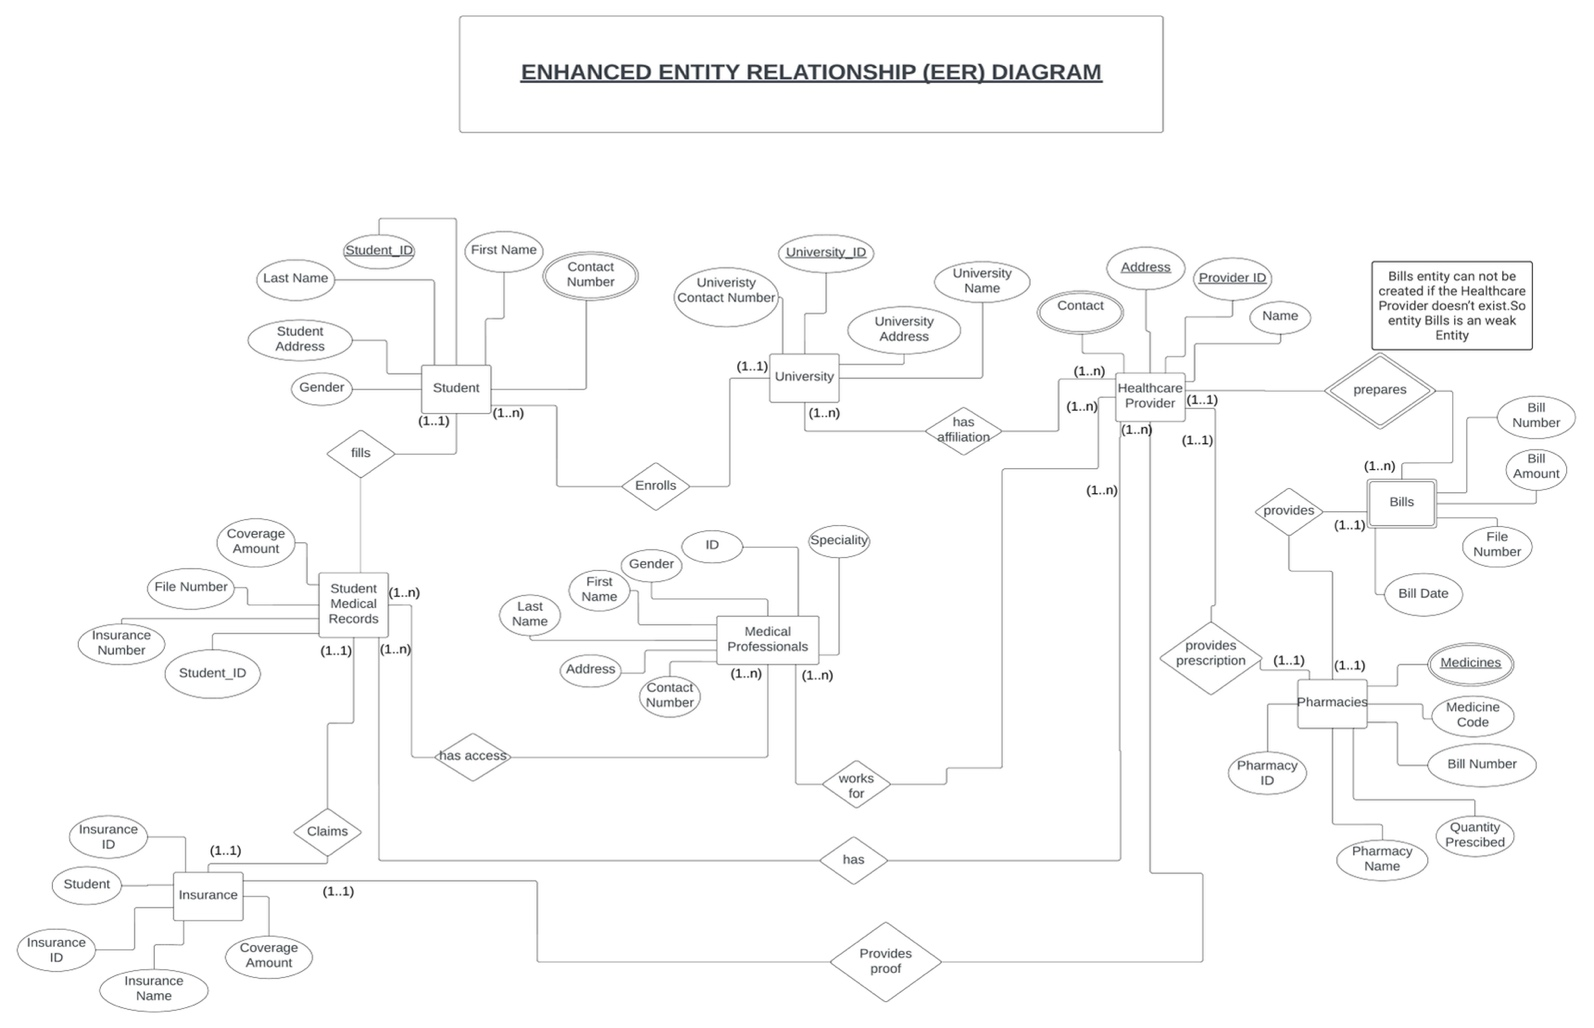 ENHANCED ENTITY RELATIONSHIP (EER) DIAGRAM
Student_ID
First Name
Last Name
Contact
Number
Student
Address
Gender
Student
(1..1)
(1..n)
fills
Enrolls
Univeristy
Contact Number
University_ID
University
Name
University
Address
(1..1)
University
(1..n)
has
affiliation
Contact
Address
Provider ID
Name
(1..n)
Healthcare
Provider
(1..n)
(1..1)
(1..n)
(1..1)
(1..n)
Bills entity can not be
created if the Healthcare
Provider doesn't exist.So
entity Bills is an weak
Entity
prepares
Bill
Number
Bill
Amount
(1..n)
Bills
provides
(1..1)
File
Number
Bill Date
Coverage
Amount
File Number
Insurance
Number
Student_ID
Student
Medical
Records
(1..n)
(1..1)
(1..n)
ID
Speciality
Gender
First
Name
Last
Name
Address
Contact
Number
Medical
Professionals
(1..n)
(1..n)
provides
prescription
(1..1)
(1..1)
Medicines
Pharmacies
Medicine
Code
Bill Number
Pharmacy
ID
Quantity
Prescibed
Pharmacy
Name
has access
works
for
Claims
has
Insurance
ID
(1..1)
Student
Insurance
(1..1)
Insurance
ID
Coverage
Amount
Insurance
Name
Provides
proof